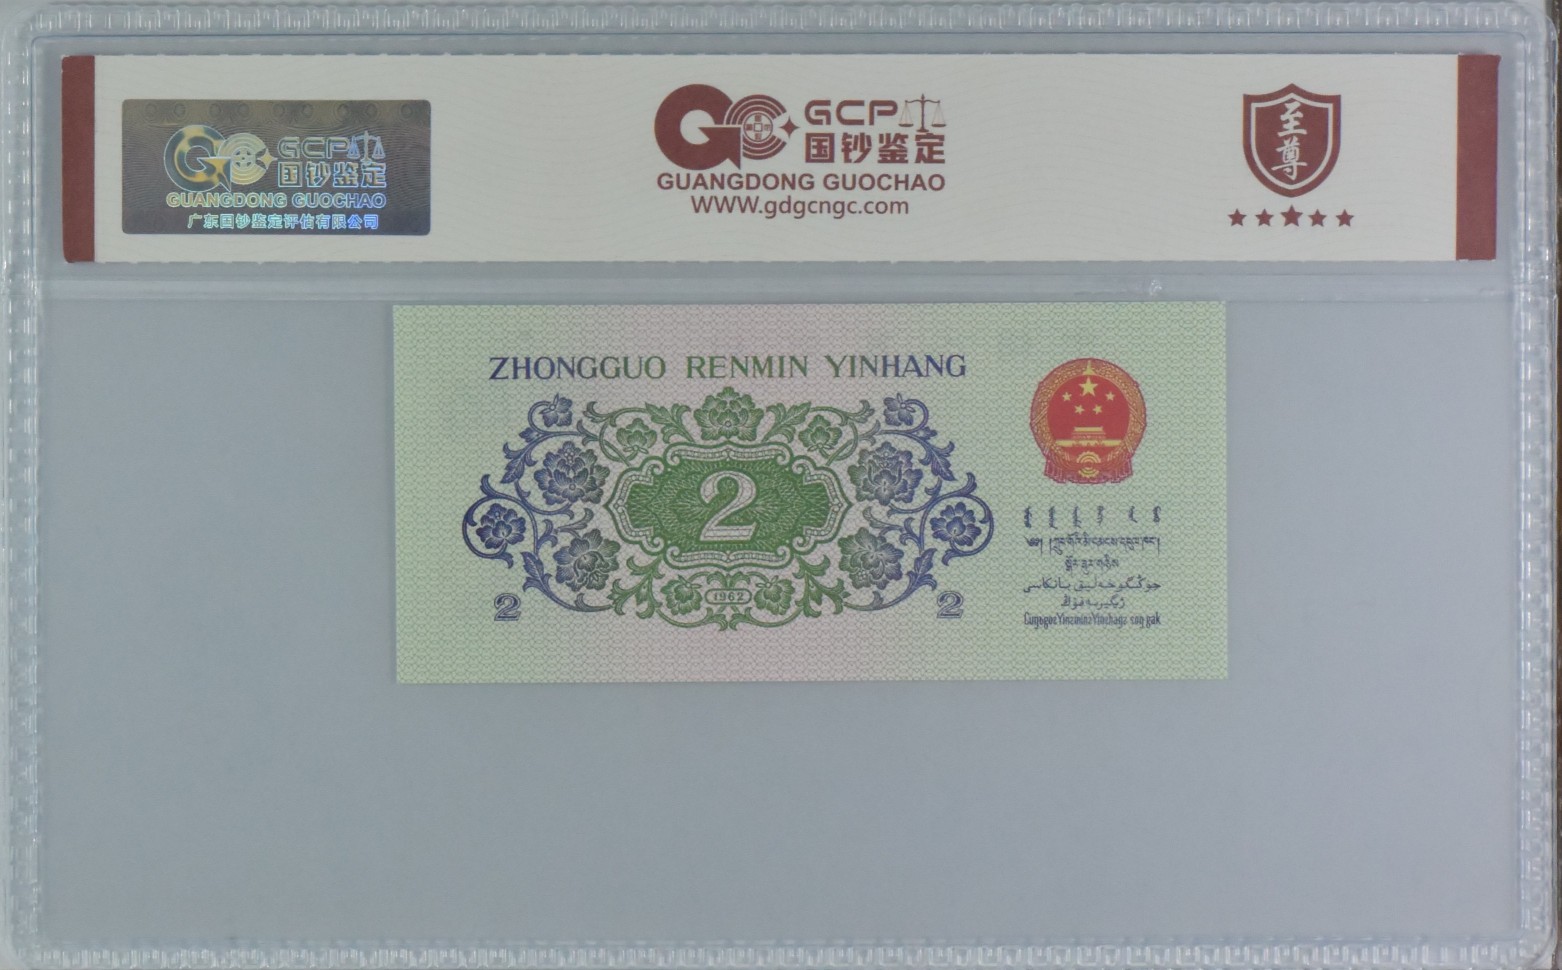 GCP
国钞鉴定
GUANGDONG GUOCHAO
广东国钞鉴定评估有限公司
GCP
国钞鉴定
GUANGDONG GUOCHAO
WWW.gdgcngc.com
至尊
ZHONGGUO RENMIN YINHANG
2
1962
2
2
جوڭگوخەلىق بانكاسى